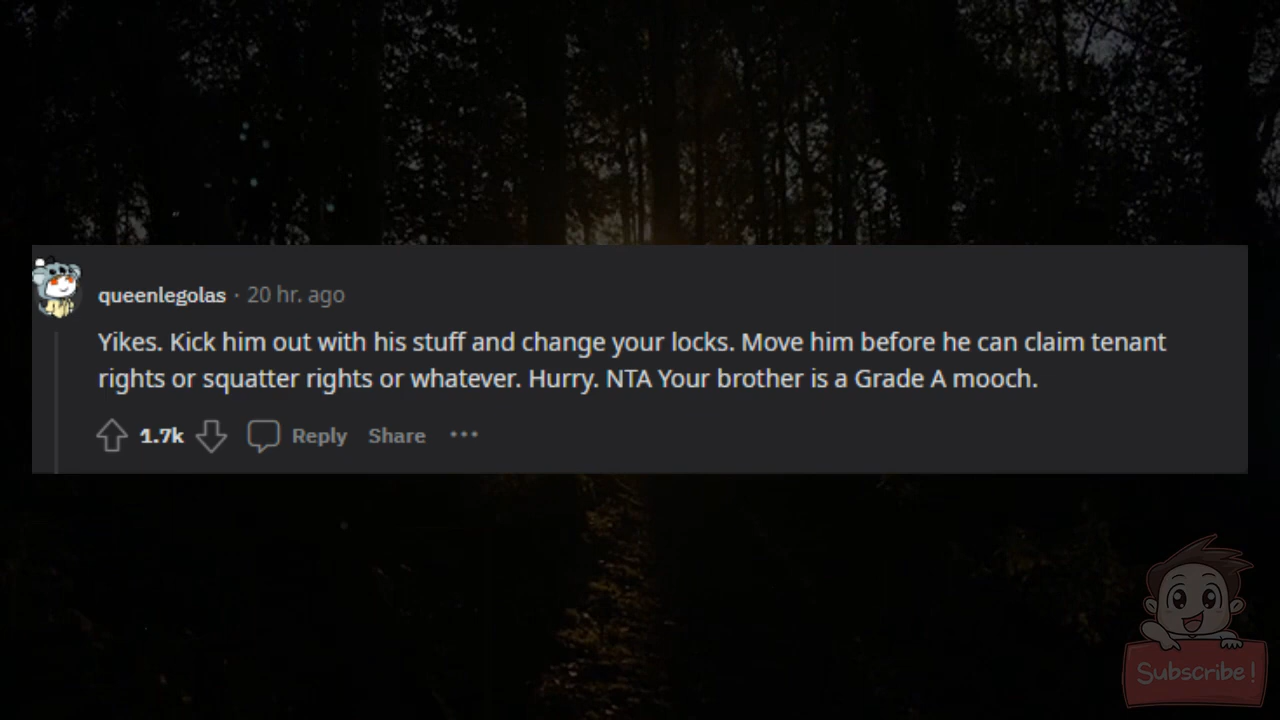 queenlegolas · 20 hr. ago
Yikes. Kick him out with his stuff and change your locks. Move him before he can claim tenant
rights or squatter rights or whatever. Hurry. NTA Your brother is a Grade A mooch.
1.7k Reply Share ...
Subscribe!